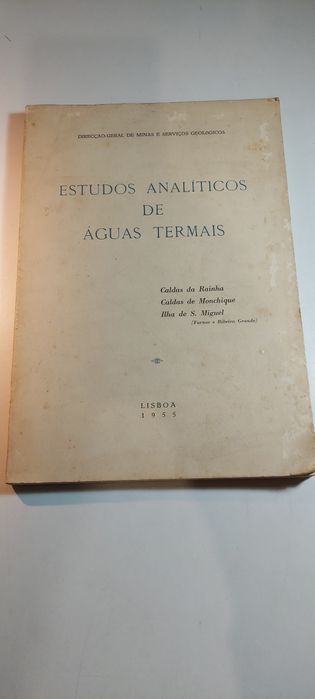 DIRECÇÃO-GERAL DE MINAS E SERVIÇOS GEOLÓGICOS
ESTUDOS ANALÍTICOS
DE
ÁGUAS TERMAIS
Caldas da Rainha
Caldas de Monchique
Ilha de S. Miguel
(Furnas e Ribeira Grande)
LISBOA
1955